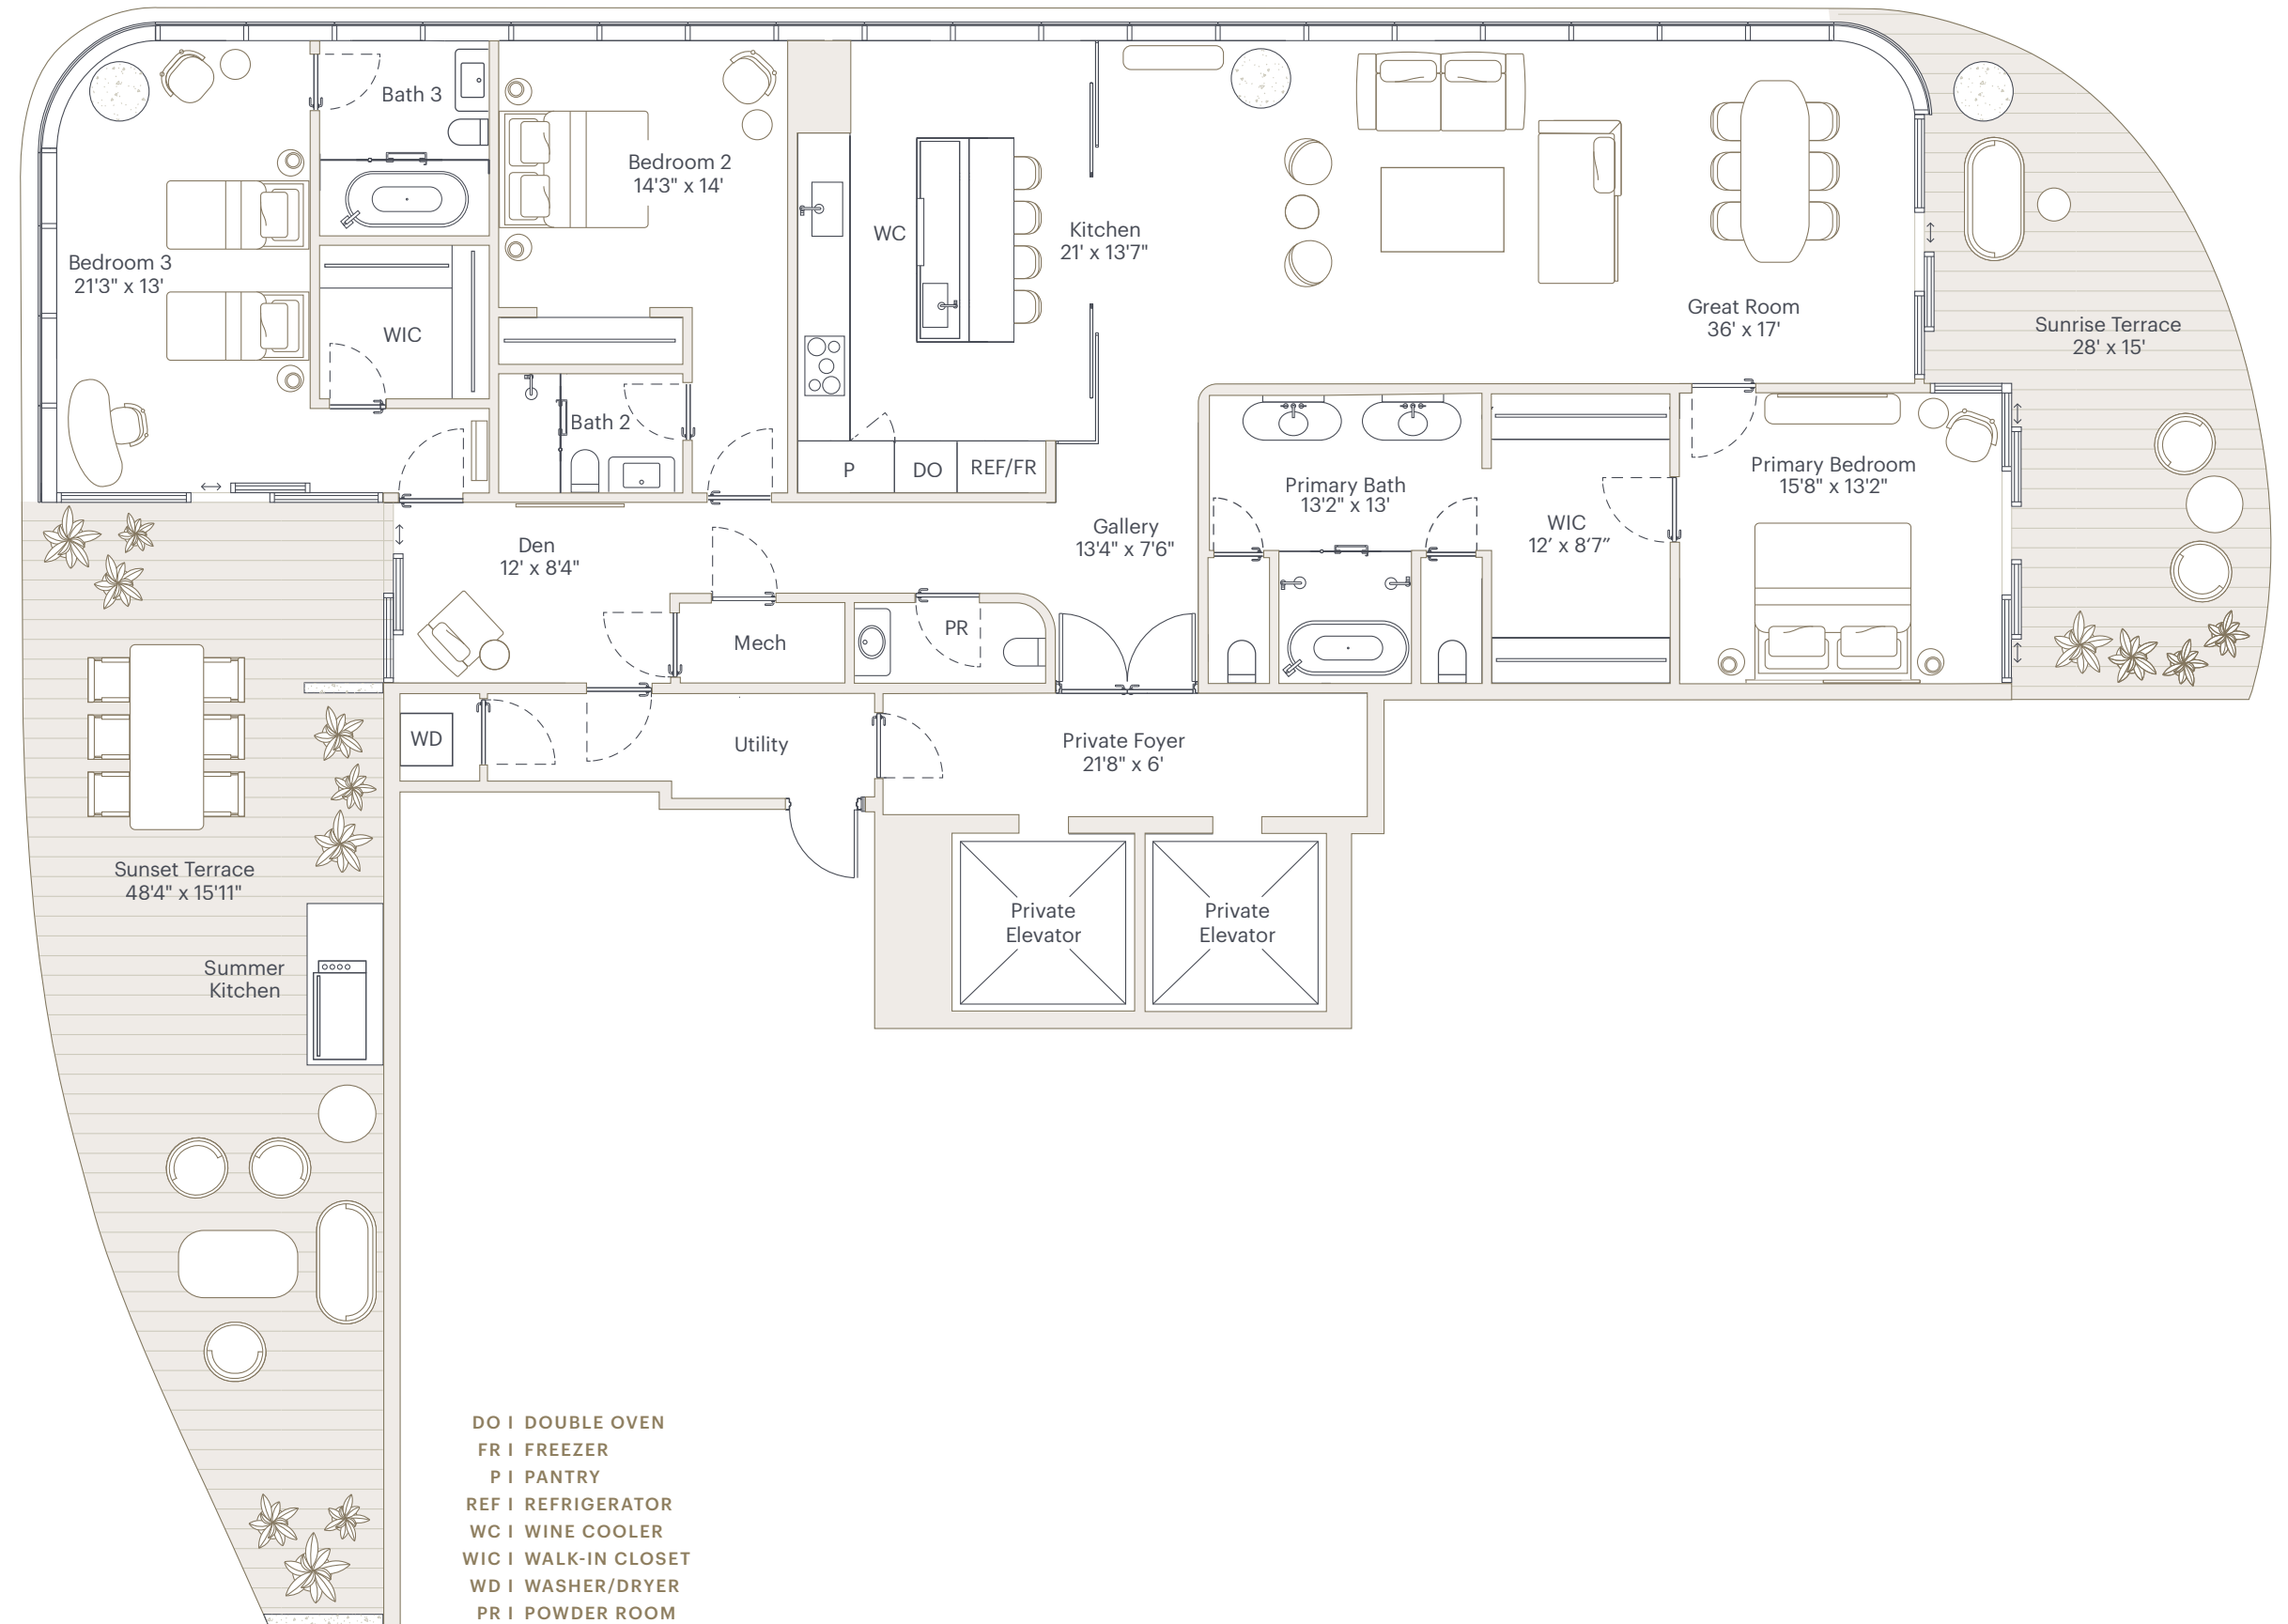 Bath 3
Bedroom 2
14'3" x 14'
Bedroom 3
21'3" x 13'
WIC
Bath 2
WC
Kitchen
21' x 13'7"
P
DO
REF/FR
Great Room
36' x 17'
Sunrise Terrace
28' x 15'
Primary Bath
13'2" x 13'
WIC
12’ x 8’7”
Primary Bedroom
15'8" x 13'2"
Gallery
13'4" x 7'6"
Den
12' x 8'4"
Mech
PR
WD
Utility
Private Foyer
21'8" x 6'
Sunset Terrace
48'4" x 15'11"
Private
Elevator
Private
Elevator
Summer
Kitchen
DO I DOUBLE OVEN
FR I FREEZER
P I PANTRY
REF I REFRIGERATOR
WC I WINE COOLER
WIC I WALK-IN CLOSET
WD I WASHER/DRYER
PR I POWDER ROOM